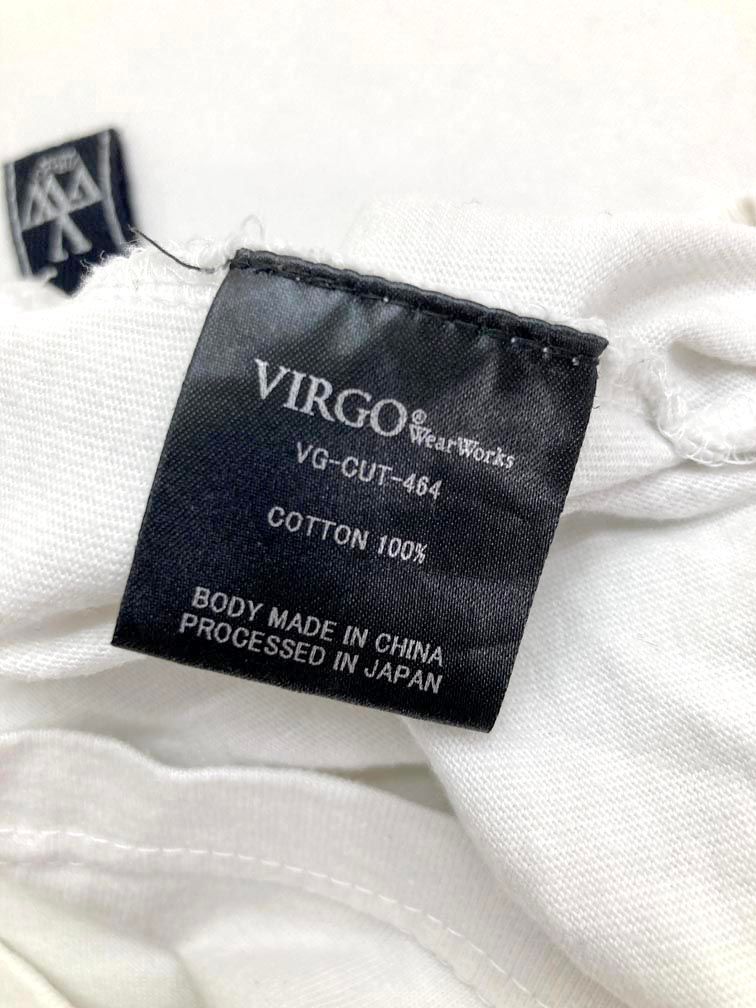 VIRGO®
WearWorks
VG-CUT-464
COTTON 100%
BODY MADE IN CHINA
PROCESSED IN JAPAN